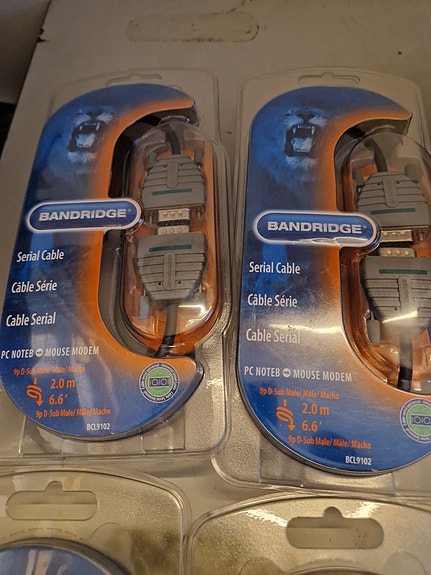 BANDRIDGE®
Serial Cable
Câble Série
Cable Serial
PC NOTEB MOUSE MODEM
9p D-Sub Male/ Mâle/ Macho
2.0 m
6.6'
9p D-Sub Male/ Mâle/ Macho
BCL9102
BANDRIDGE®
Serial Cable
Câble Série
Cable Serial
PC NOTEB MOUSE MODEM
9p D-Sub Male/ Mâle/ Macho
2.0 m
6.6'
9p D-Sub Male/ Mâle/ Macho
BCL9102